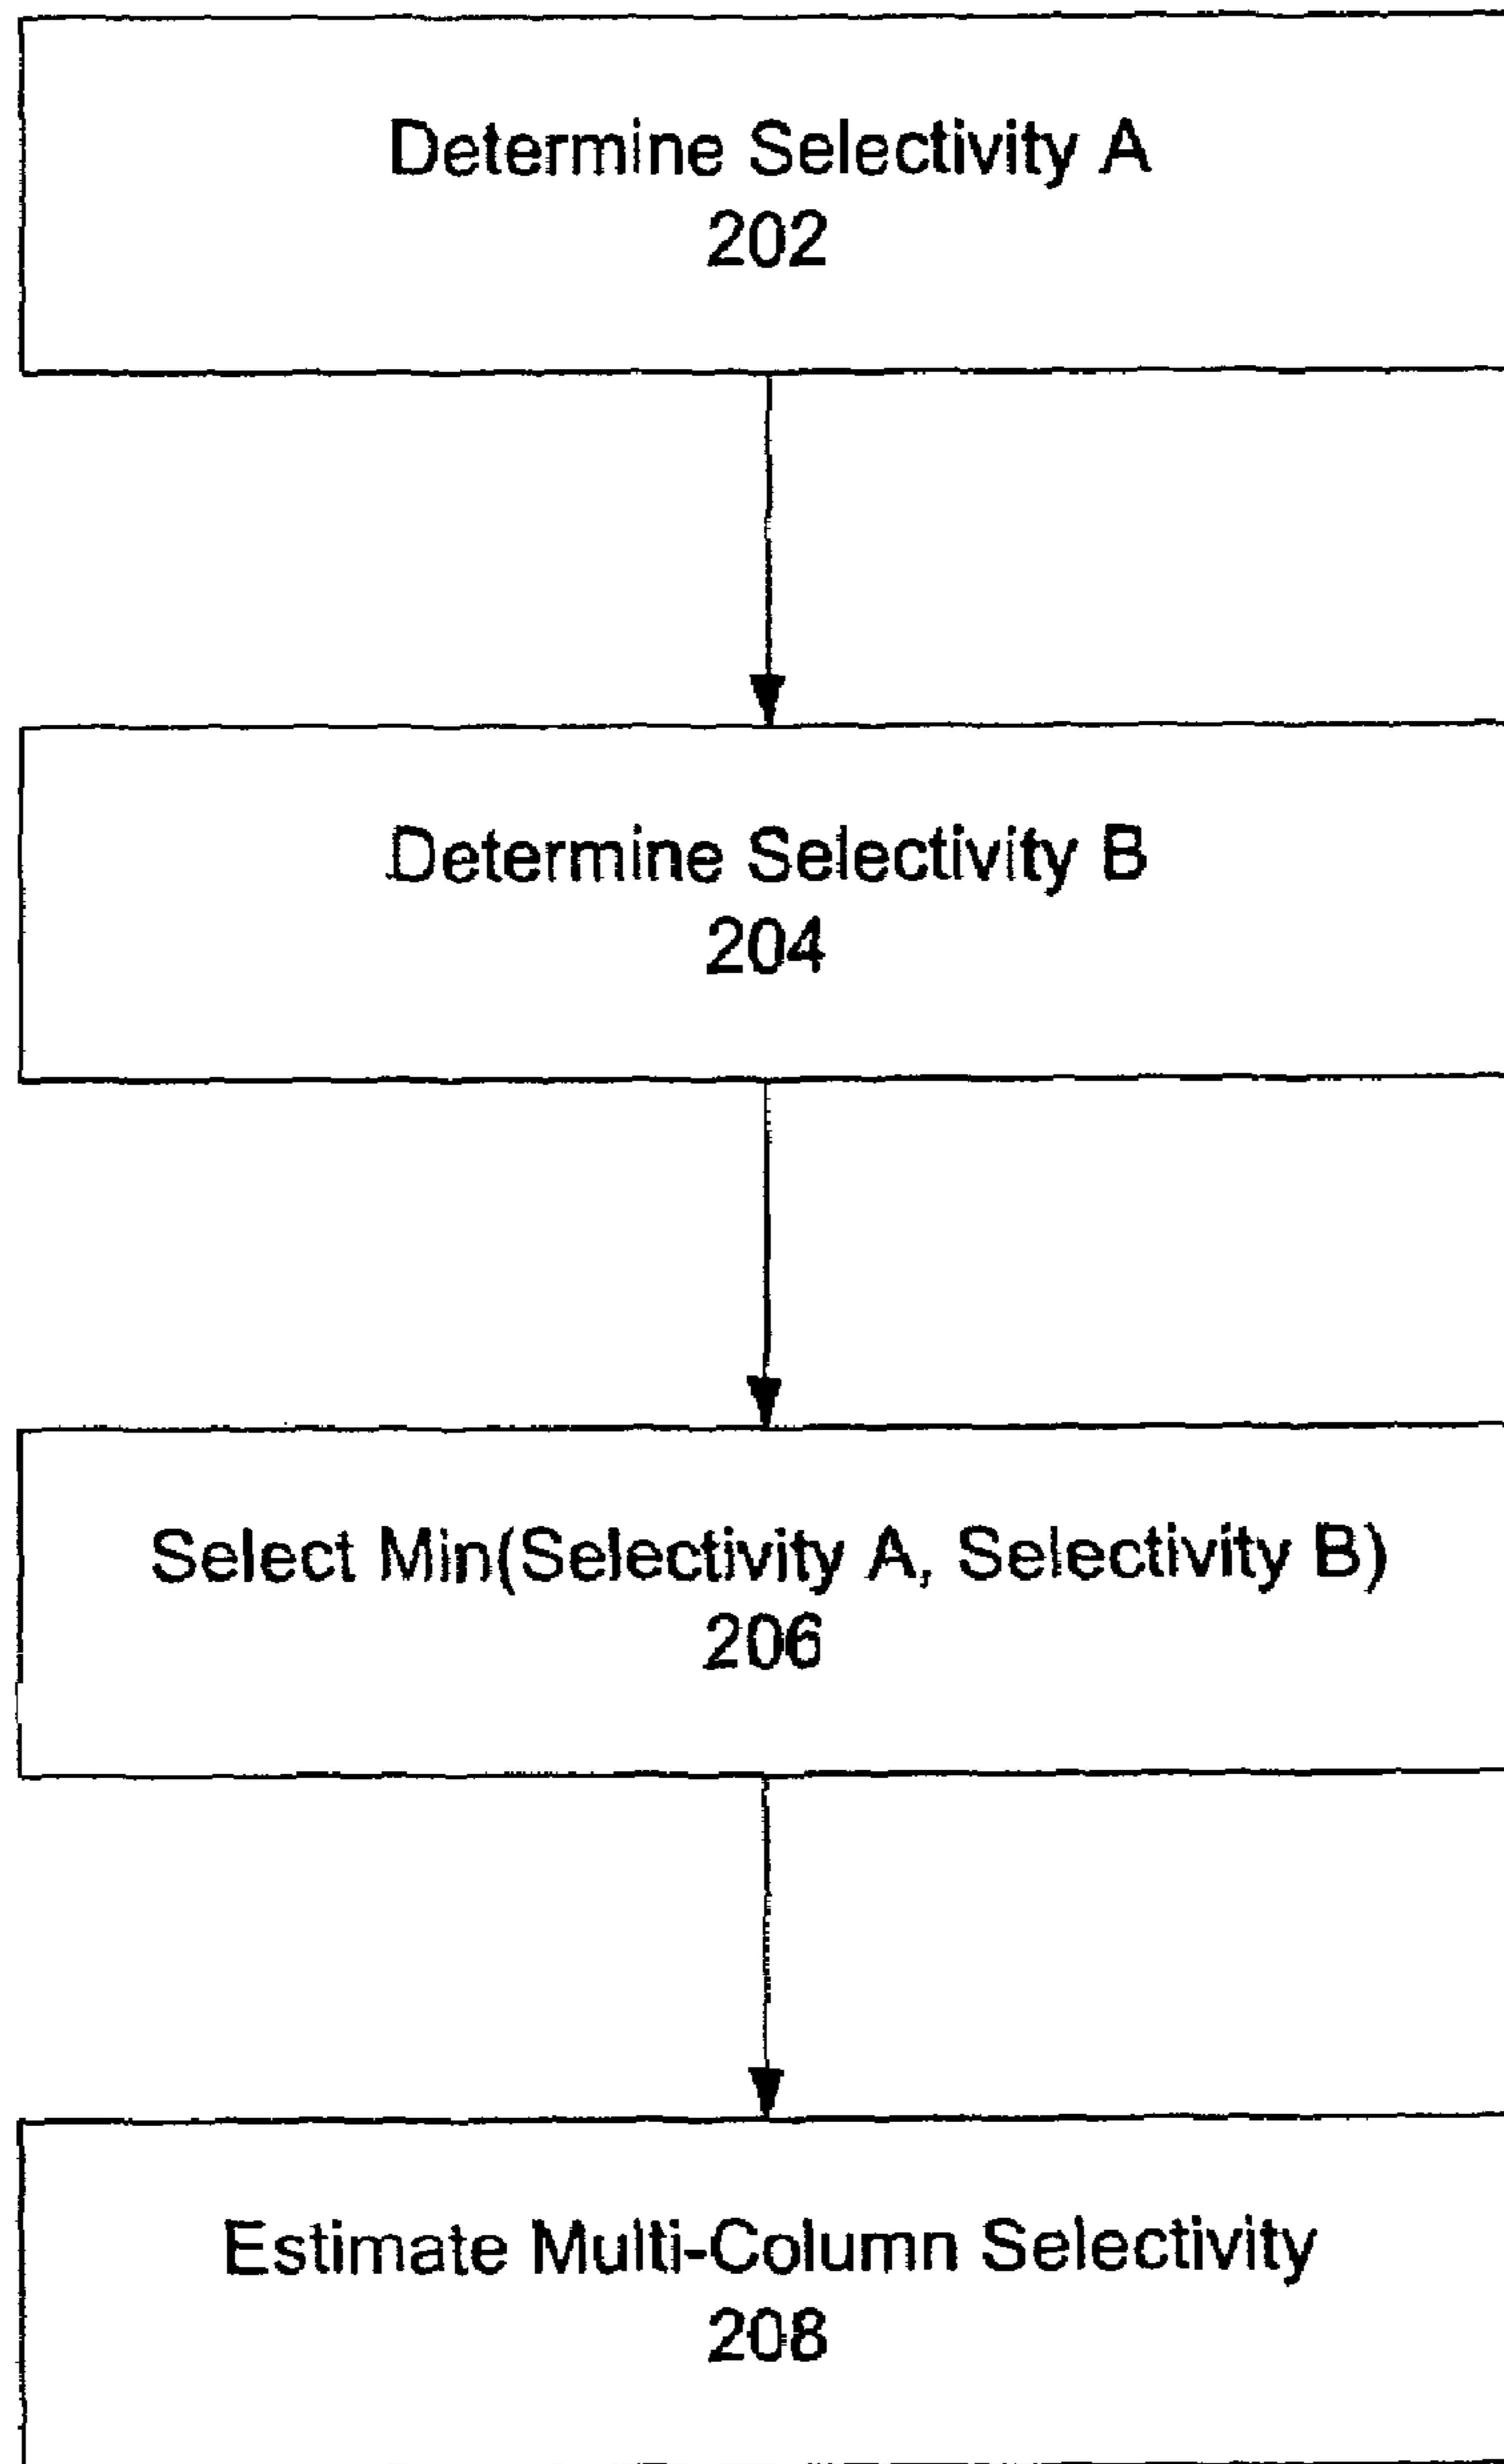 Determine Selectivity A
202
Determine Selectivity B
204
Select Min(Selectivity A, Selectivity B)
206
Estimate Multi-Column Selectivity
208